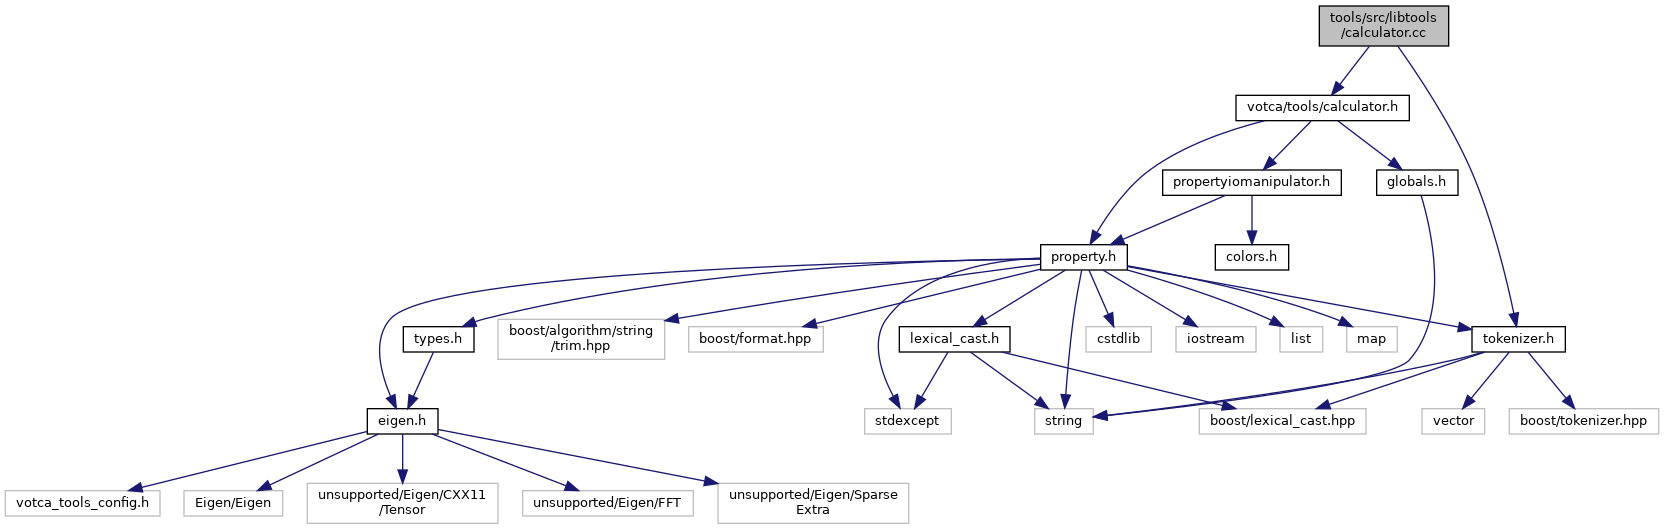 tools/src/libtools
/calculator.cc
votca/tools/calculator.h
propertyiomanipulator.h
globals.h
property.h
colors.h
types.h
boost/algorithm/string
/trim.hpp
boost/format.hpp
lexical_cast.h
cstdlib
iostream
list
map
tokenizer.h
eigen.h
stdexcept
string
boost/lexical_cast.hpp
vector
boost/tokenizer.hpp
votca_tools_config.h
Eigen/Eigen
unsupported/Eigen/CXX11
/Tensor
unsupported/Eigen/FFT
unsupported/Eigen/Sparse
Extra